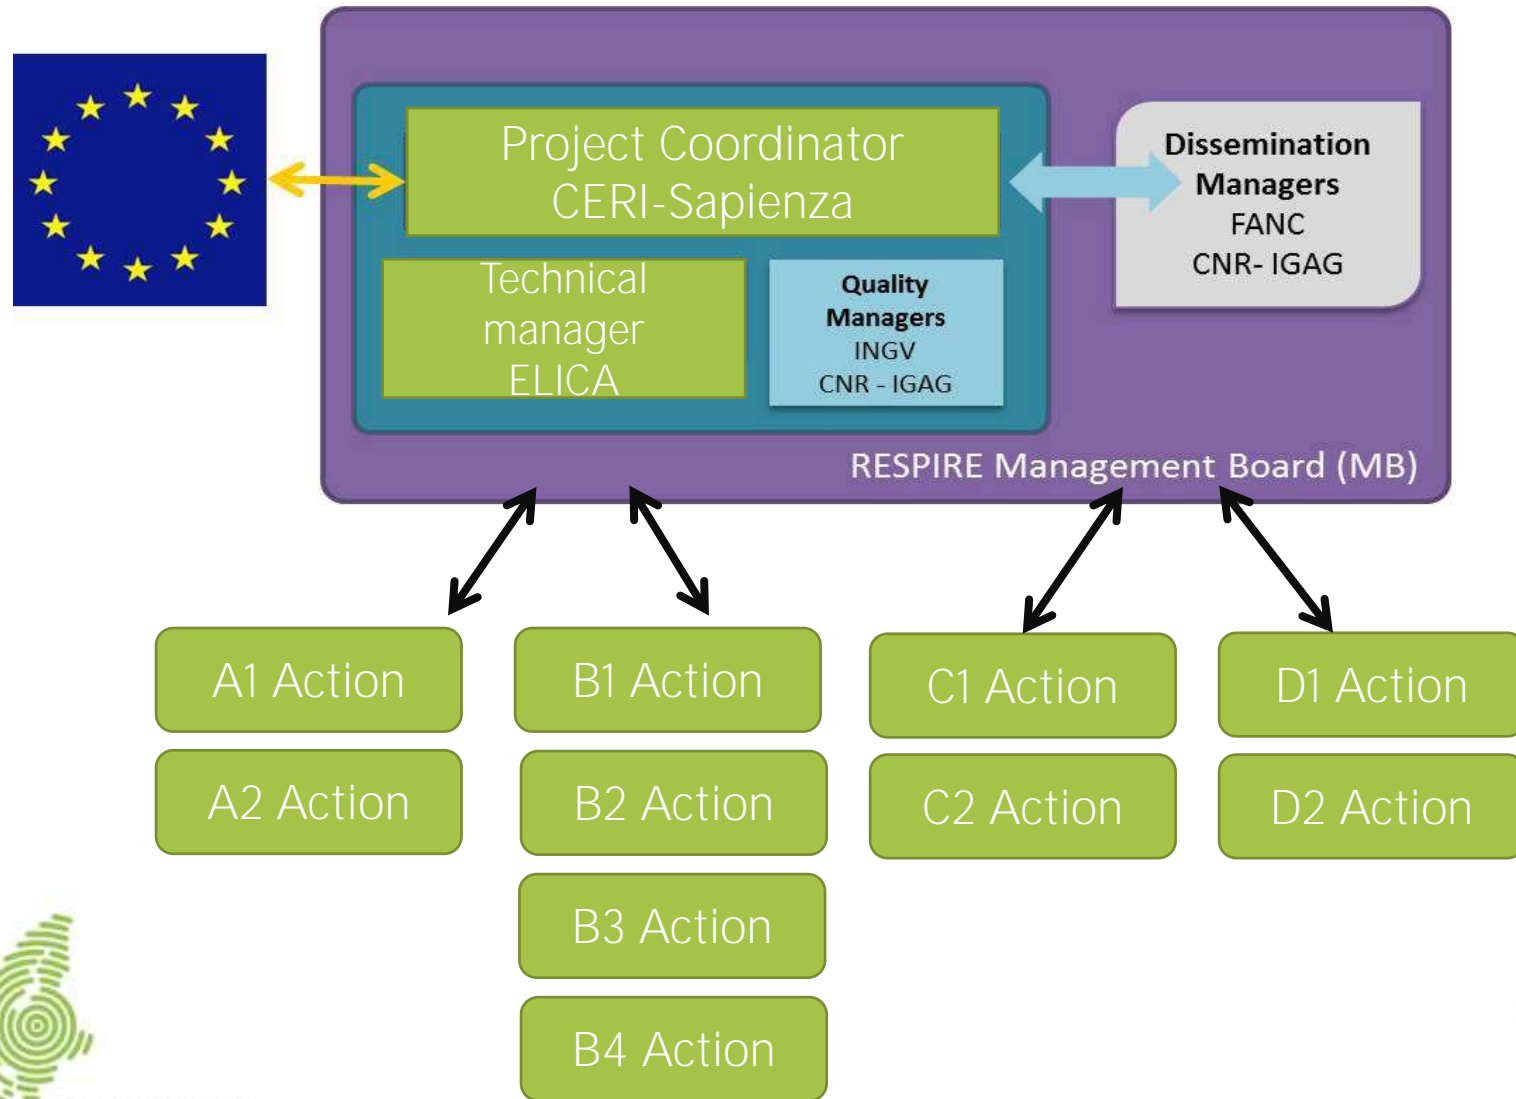 Project Coordinator
CERI-Sapienza
Technical
manager
ELICA
Quality
Managers
INGV
CNR - IGAG
Dissemination
Managers
FANC
CNR- IGAG
RESPIRE Management Board (MB)
A1 Action
B1 Action
C1 Action
D1 Action
A2 Action
B2 Action
C2 Action
D2 Action
B3 Action
B4 Action